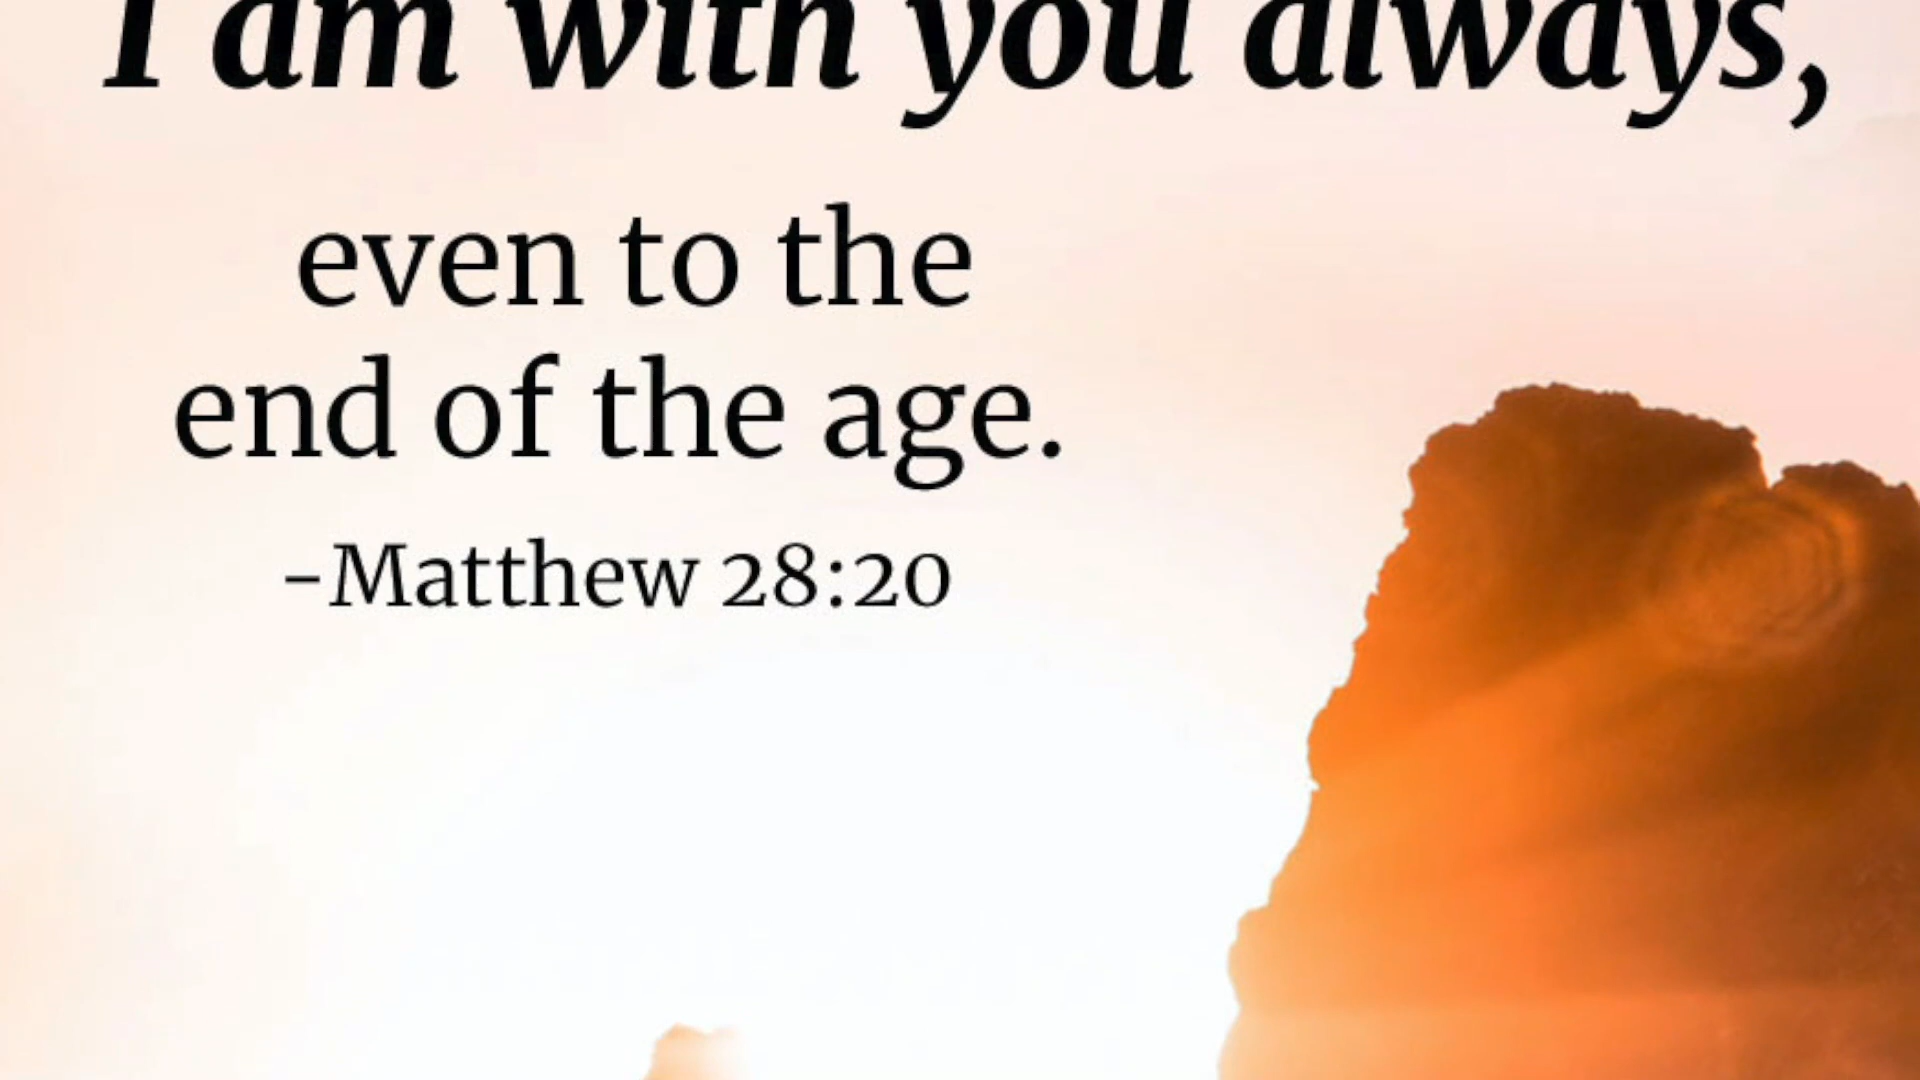 I am with you always,
even to the
end of the age.
-Matthew 28:20